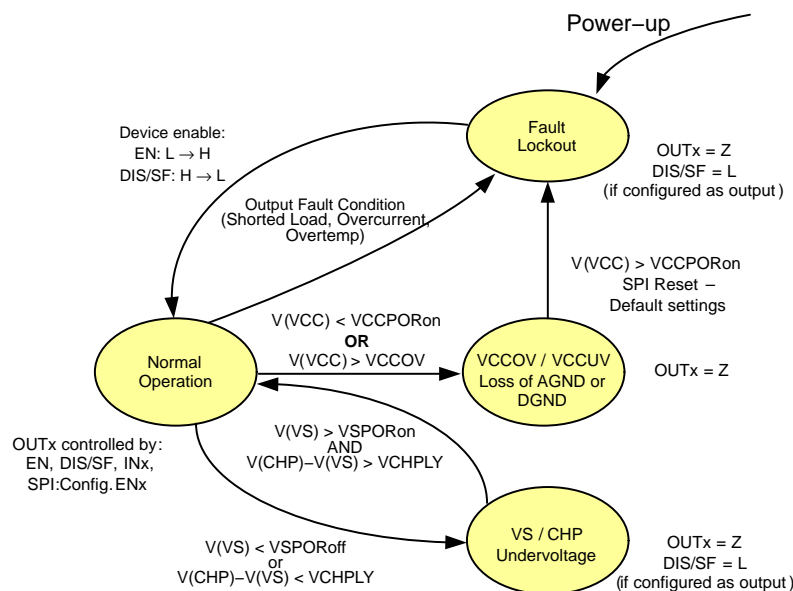 Power−up
Fault
Lockout
OUTx = Z
DIS/SF = L
(if configured as output)
Device enable:
EN: L → H
DIS/SF: H → L
Output Fault Condition
(Shorted Load, Overcurrent,
Overtemp)
V(VCC) > VCCPORon
SPI Reset −
Default settings
V(VCC) < VCCPORon
OR
V(VCC) > VCCOV
Normal
Operation
VCCOV / VCCUV
Loss of AGND or
DGND
OUTx = Z
OUTx controlled by:
EN, DIS/SF, INx,
SPI:Config.ENx
V(VS) > VSPORon
AND
V(CHP)−V(VS) > VCHPLY
V(VS) < VSPORoff
or
V(CHP)−V(VS) < VCHPLY
VS / CHP
Undervoltage
OUTx = Z
DIS/SF = L
(if configured as output)